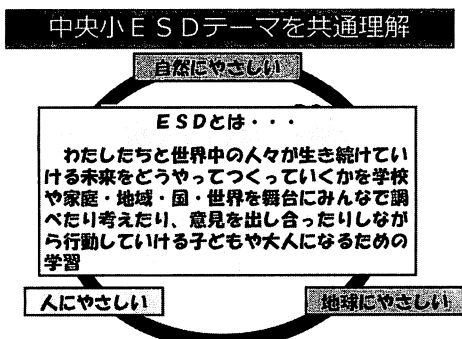 中央小ＥＳＤテーマを共通理解
自然にやさしい
ＥＳＤとは・・・
わたしたちと世界中の人々が生き続けてい
ける未来をどうやってつくっていくかを学校
や家庭・地域・国・世界を舞台にみんなで調
べたり考えたり、意見を出し合ったりしなが
ら行動していける子どもや大人になるための
学習
人にやさしい
地球にやさしい